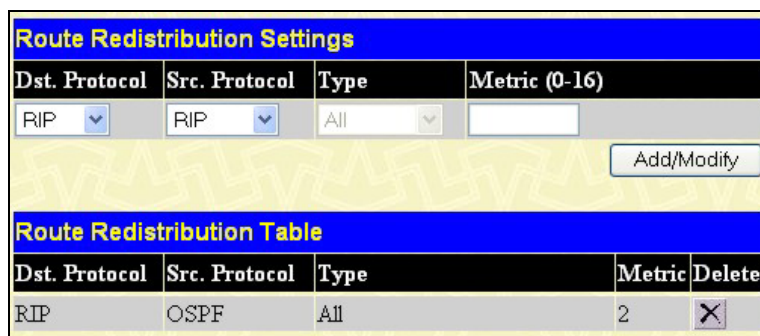 Route Redistribution Settings
Dst. Protocol Src. Protocol Type Metric (0-16)
RIP RIP All
Add/Modify
Route Redistribution Table
Dst. Protocol Src. Protocol Type Metric Delete
RIP OSPF All 2